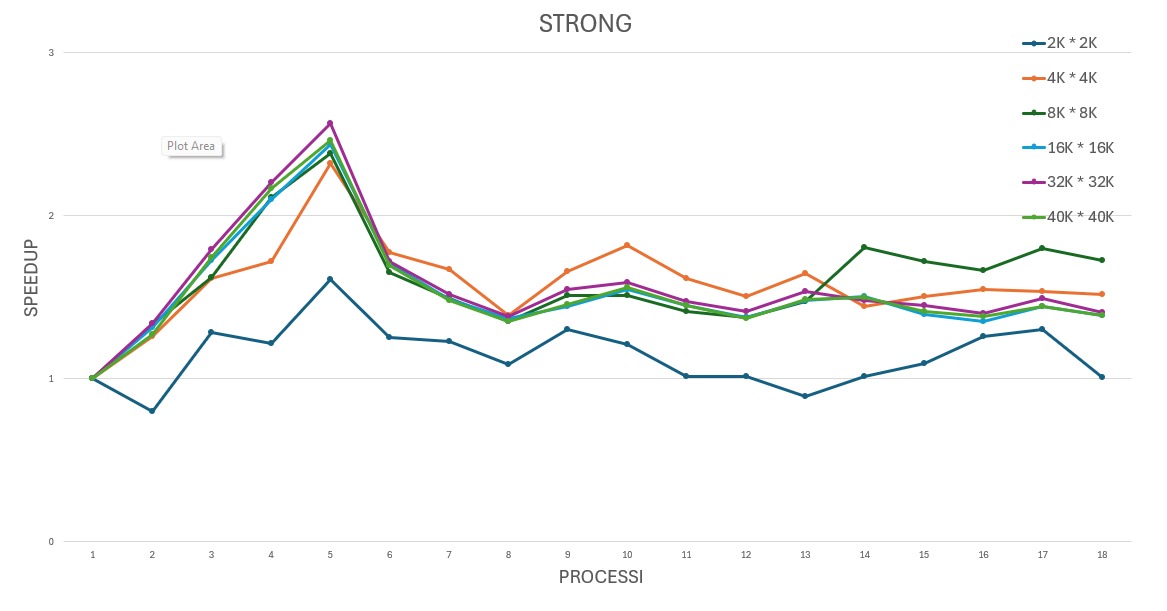 STRONG
3
2K * 2K
4K * 4K
8K * 8K
Plot Area
16K * 16K
32K * 32K
2
40K * 40K
SPEEDUP
1
0
1 2 3 4 5 6 7 8 9 10 11 12 13 14 15 16 17 18
PROCESSI